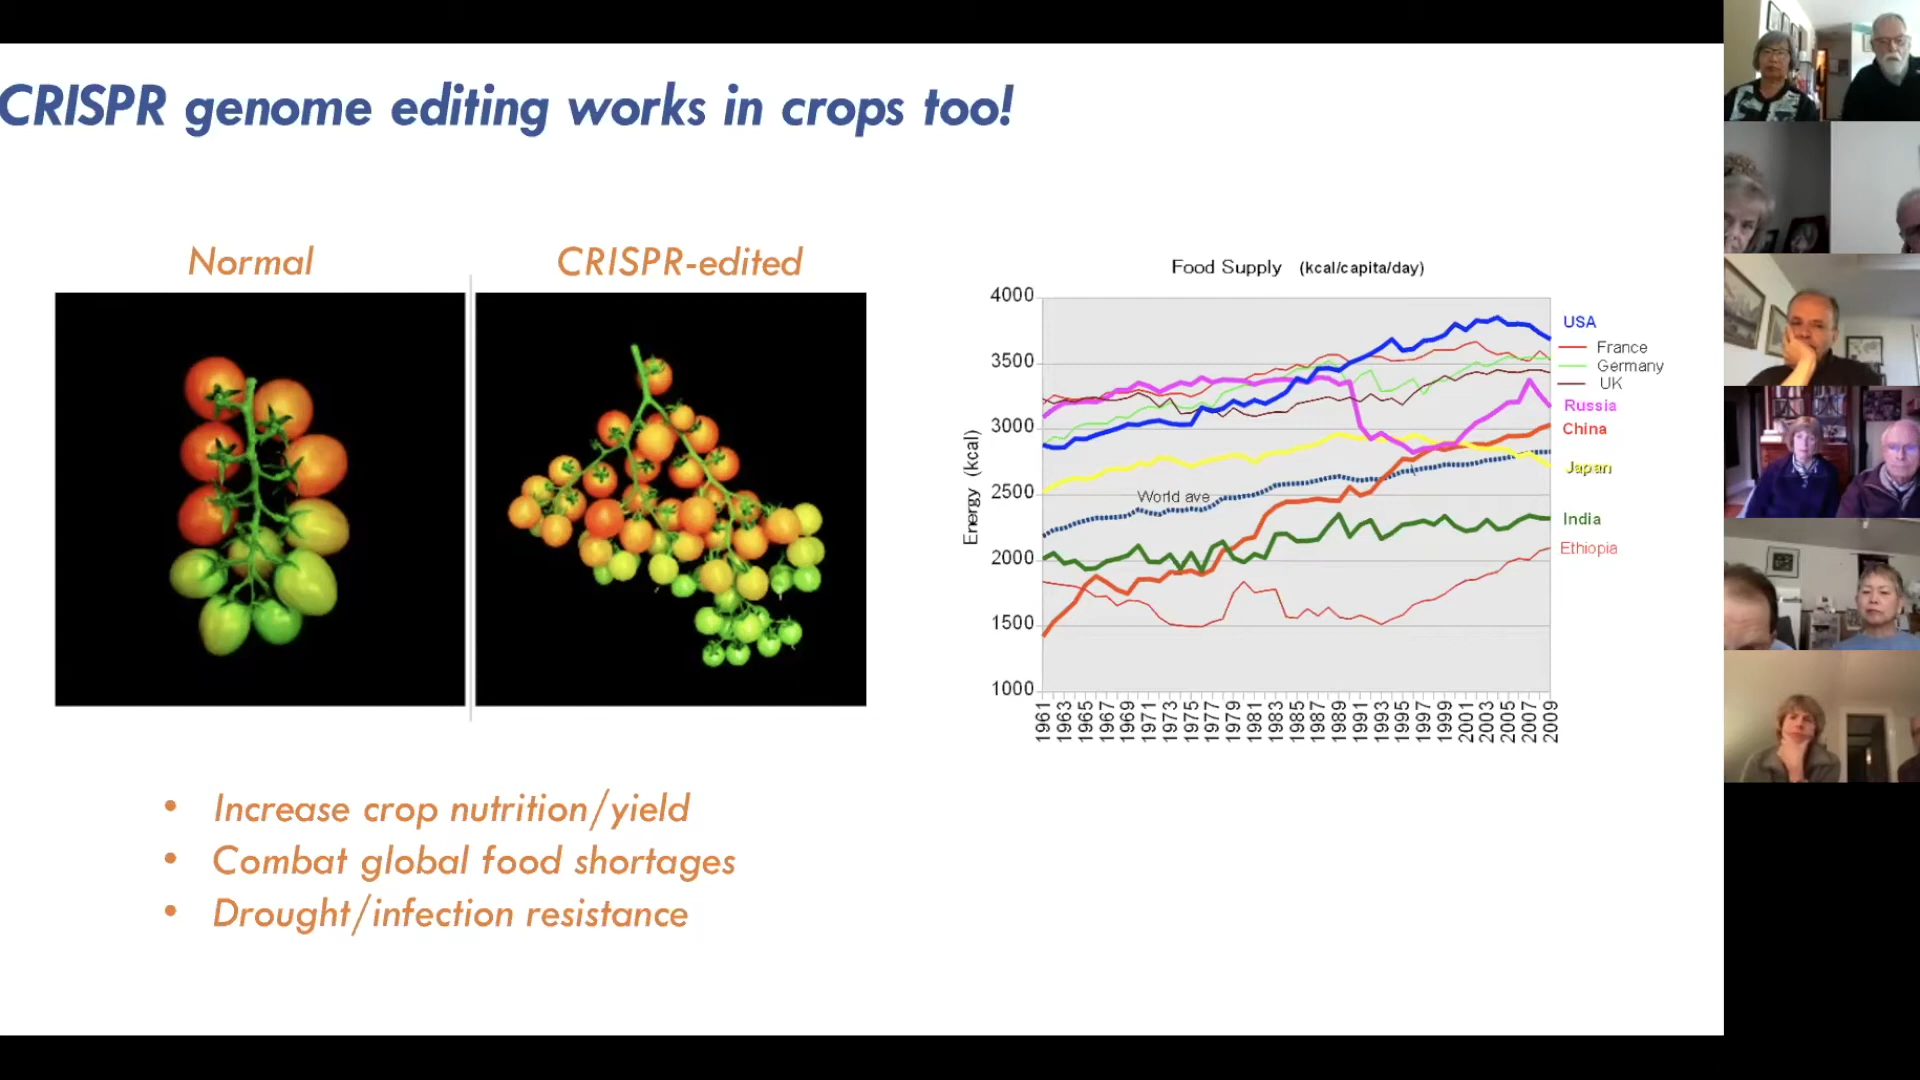 CRISPR genome editing works in crops too!
Normal
CRISPR-edited
• Increase crop nutrition/yield
• Combat global food shortages
• Drought/infection resistance
Food Supply (kcal/capita/day)
Energy (kcal)
4000
3500
3000
2500
2000
1500
1000
World ave
USA
France
Germany
UK
Russia
China
Japan
India
Ethiopia
1961 1963 1965 1967 1969 1971 1973 1975 1977 1979 1981 1983 1985 1987 1989 1991 1993 1995 1997 1999 2001 2003 2005 2007 2009